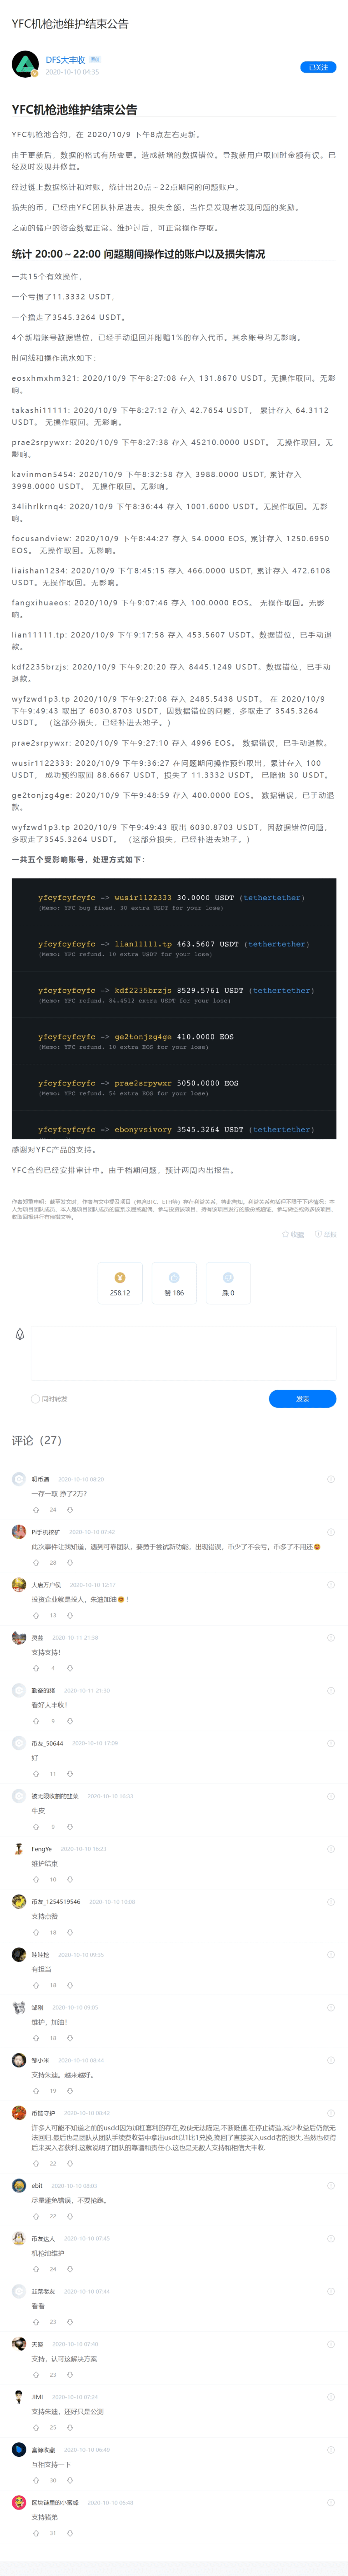 YFC机枪池维护结束公告
DFS大丰收
2020-10-10 04:15
已关注
YFC机枪池维护结束公告
YFC机枪池合约，在 2020/10/9 下午8点左右更新。
由于更新后，数据的格式有所变更。造成新增的数据错位。导致新用户取回时金额有误。已
经及时发现并修复。
经过链上数据统计和对账，统计出20点～22点期间的问题账户。
损失的币，已经由YFC团队补足进去。损失金额，当作是发现者发现问题的奖励。
之前的储户的资金数据正常。维护过后，可正常操作存取。
统计 20:00～22:00 问题期间操作过的账户以及损失情况
一共15个有效操作，
一个亏损了11.3332 USDT，
一个撸走了3545.3264 USDT。
4个新增账号数据错位，已经手动退回并附赠1%的存入代币。其余账号均无影响。
时间线和操作流水如下：
eosxhmxhm321: 2020/10/9 下午8:27:08 存入 131.8670 USDT。无操作取回。无影
响。
takashi11111: 2020/10/9 下午8:27:12 存入 42.7654 USDT， 累计存入 64.3112
USDT。 无操作取回。无影响。
prae2srpywxr: 2020/10/9 下午8:27:38 存入 45210.0000 USDT。 无操作取回。无
影响。
kavinmon5454: 2020/10/9 下午8:32:58 存入 3988.0000 USDT, 累计存入
3998.0000 USDT。 无操作取回。无影响。
34lihrlkrnq4: 2020/10/9 下午8:36:44 存入 1001.6000 USDT。无操作取回。无影
响。
focusandview: 2020/10/9 下午8:44:27 存入 54.0000 EOS, 累计存入 1250.6950
EOS。 无操作取回。无影响。
liaishan1234: 2020/10/9 下午8:45:15 存入 466.0000 USDT, 累计存入 472.6108
USDT。无操作取回。无影响。
fangxihuaeos: 2020/10/9 下午9:07:46 存入 100.0000 EOS。 无操作取回。无影
响。
lian11111.tp: 2020/10/9 下午9:17:58 存入 453.5607 USDT。数据错位，已手动退
款。
kdf2235brzjs: 2020/10/9 下午9:20:20 存入 8445.1249 USDT。数据错位，已手动
退款。
wyfzwd1p3.tp 2020/10/9 下午9:27:08 存入 2485.5438 USDT。 在 2020/10/9
下午9:49:43 取出了 6030.8703 USDT，因数据错位的问题，多取走了 3545.3264
USDT。 （这部分损失，已经补进去池子。）
prae2srpywxr: 2020/10/9 下午9:27:10 存入 4996 EOS。 数据错误，已手动退款。
wusir1122333: 2020/10/9 下午9:36:27 在问题期间操作预约取出，累计存入 100
USDT， 成功预约取回 88.6667 USDT，损失了 11.3332 USDT。 已赔他 30 USDT。
ge2tonjzg4ge: 2020/10/9 下午9:48:59 存入 400.0000 EOS。 数据错误，已手动退
款。
wyfzwd1p3.tp 2020/10/9 下午9:49:43 取出 6030.8703 USDT，因数据错位问题，
多取走了3545.3264 USDT。 （这部分损失，已经补进去池子。）
一共五个受影响账号，处理方式如下：
yfcyfcyfcyfc -> wusir1122333 30.0000 USDT (tethertether)
(Memo: YFC bug fixed. 30 extra USDT for your lose)
yfcyfcyfcyfc -> lian11111.tp 463.5607 USDT (tethertether)
(Memo: YFC refund. 10 extra USDT for your lose)
yfcyfcyfcyfc -> kdf2235brzjs 8529.5761 USDT (tethertether)
(Memo: YFC refund. 84.4512 extra USDT for your lose)
yfcyfcyfcyfc -> ge2tonjzg4ge 410.0000 EOS
(Memo: YFC refund. 10 extra EOS for your lose)
yfcyfcyfcyfc -> prae2srpywxr 5050.0000 EOS
(Memo: YFC refund. 54 extra EOS for your lose)
yfcyfcyfcyfc -> ebonyvsivory 3545.3264 USDT (tethertether)
感谢对YFC产品的支持。
YFC合约已经安排审计中。由于档期问题，预计两周内出报告。
收藏 举报
258.12
赞 186
踩 0
同时转发
发表
评论（27）
叨币通 2020-10-10 08:20
一存一取 挣了2万?
24
Pi手机挖矿 2020-10-10 07:42
此次事件让我知道，遇到可靠团队，要勇于尝试新功能，出现错误，币少了不会亏，币多了不用还
28
大唐万户侯 2020-10-10 12:17
投资企业就是投人，朱迪加油！
13
灵芸 2020-10-11 21:38
支持支持！
4
勤奋的猪 2020-10-11 21:30
看好大丰收！
9
币友_50644 2020-10-10 17:09
好
11
被无限收割的韭菜 2020-10-10 16:33
牛皮
9
FengYe 2020-10-10 16:23
维护结束
10
币友_1254519546 2020-10-10 10:08
支持点赞
18
娃娃挖 2020-10-10 09:35
有担当
18
邹刚 2020-10-10 09:05
维护，加油！
18
邹小米 2020-10-10 08:44
支持朱迪。越来越好。
19
币链守护 2020-10-10 08:43
许多人可能不知道之前的usdd因为加杠套利的存在,致使无法锚定,不断贬值.在停止铸造,减少收益后仍然无
法回归.最后也是团队从团队手续费收益中拿出usdt以1比1兑换,挽回了直接买入usdd者的损失.当然也使得
后来买入者获利.这就说明了团队的靠谱和责任心.这也是无数人支持和相信大丰收.
22
ebit 2020-10-10 08:03
尽量避免错误，不要抬跑。
22
币友达人 2020-10-10 07:45
机枪池维护
24
韭菜老友 2020-10-10 07:44
看看
23
天钩 2020-10-10 07:40
支持，认可这解决方案
23
JIMI 2020-10-10 07:24
支持朱迪，还好只是公测
25
富源收藏 2020-10-10 06:49
互相支持一下
30
区块链里的小蜜蜂 2020-10-10 06:48
支持猪弟
31